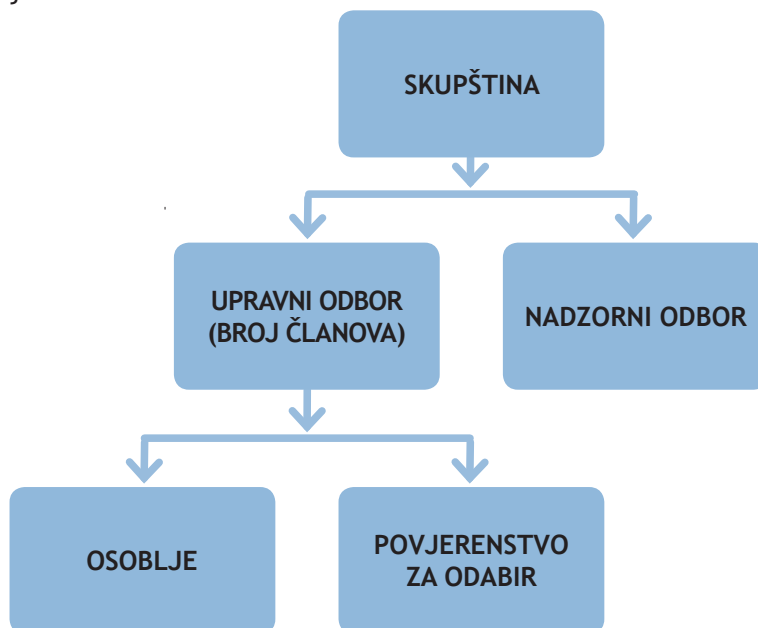 SKUPŠTINA
UPRAVNI ODBOR
(BROJ ČLANOVA)
NADZORNI ODBOR
OSOBLJE
POVJERENSTVO
ZA ODABIR